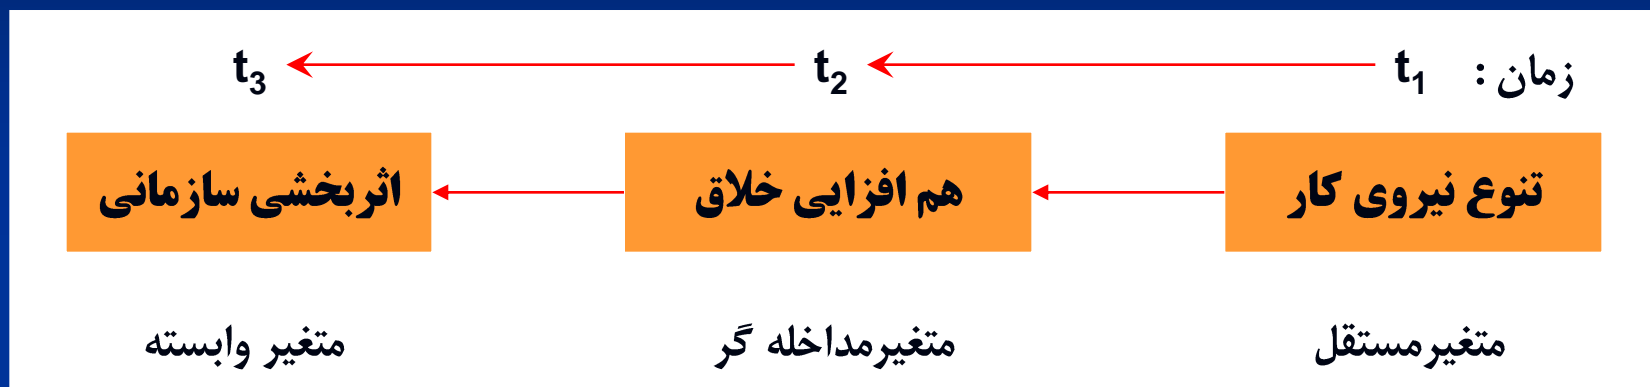 زمان : t1 t2 t3
تنوع نیروی کار هم افزایی خلاق اثربخشی سازمانی
متغیرمستقل متغیرمداخله گر متغیر وابسته